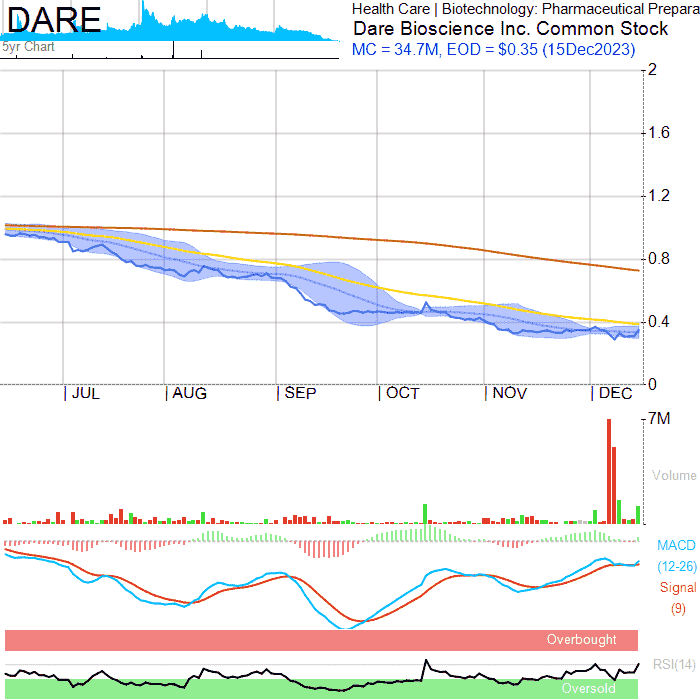 DARE
5yr Chart
Health Care | Biotechnology: Pharmaceutical Prepara
Dare Bioscience Inc. Common Stock
MC = 34.7M, EOD = $0.35 (15Dec2023)
2
1.6
1.2
0.8
0.4
0
JUL
AUG
SEP
OCT
NOV
DEC
7M
Volume
MACD
(12-26)
Signal
(9)
Overbought
RSI(14)
Oversold